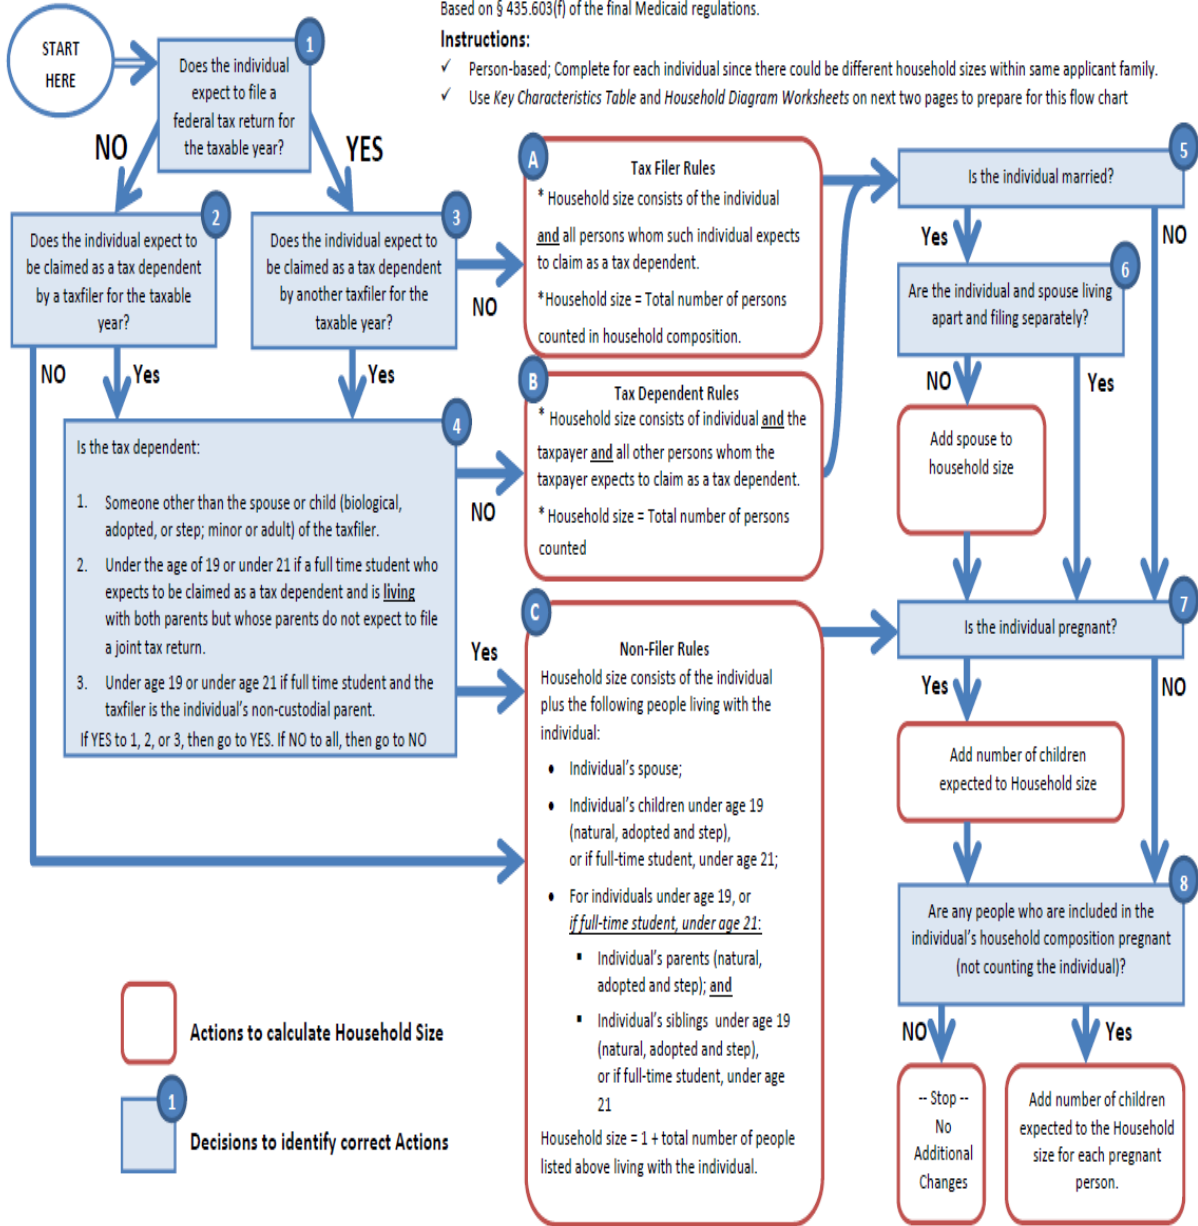 Based on § 435.603(f) of the final Medicaid regulations.
Instructions:
✓ Person-based; Complete for each individual since there could be different household sizes within same applicant family.
✓ Use Key Characteristics Table and Household Diagram Worksheets on next two pages to prepare for this flow chart
START
HERE
1
Does the individual
expect to file a
federal tax return for
the taxable year?
NO
YES
2
Does the individual expect to
be claimed as a tax dependent
by a taxfiler for the taxable
year?
3
Does the individual expect to
be claimed as a tax dependent
by another taxfiler for the
taxable year?
NO
NO
Yes
Yes
4
Is the tax dependent:
1. Someone other than the spouse or child (biological,
adopted, or step; minor or adult) of the taxfiler.
2. Under the age of 19 or under 21 if a full time student who
expects to be claimed as a tax dependent and is living
with both parents but whose parents do not expect to file
a joint tax return.
3. Under age 19 or under age 21 if full time student and the
taxfiler is the individual's non-custodial parent.
If YES to 1, 2, or 3, then go to YES. If NO to all, then go to NO
NO
Yes
A
Tax Filer Rules
* Household size consists of the individual
and all persons whom such individual expects
to claim as a tax dependent.
*Household size = Total number of persons
counted in household composition.
B
Tax Dependent Rules
* Household size consists of individual and the
taxpayer and all other persons whom the
taxpayer expects to claim as a tax dependent.
* Household size = Total number of persons
counted
C
Non-Filer Rules
Household size consists of the individual
plus the following people living with the
individual:
• Individual's spouse;
• Individual's children under age 19
(natural, adopted and step),
or if full-time student, under age 21;
• For individuals under age 19, or
if full-time student, under age 21:
▪ Individual's parents (natural,
adopted and step); and
▪ Individual's siblings under age 19
(natural, adopted and step),
or if full-time student, under age
21
Household size = 1 + total number of people
listed above living with the individual.
5
Is the individual married?
Yes
NO
6
Are the individual and spouse living
apart and filing separately?
NO
Yes
Add spouse to
household size
7
Is the individual pregnant?
Yes
NO
Add number of children
expected to Household size
8
Are any people who are included in the
individual's household composition pregnant
(not counting the individual)?
NO
Yes
-- Stop --
No
Additional
Changes
Add number of children
expected to the Household
size for each pregnant
person.
Actions to calculate Household Size
1
Decisions to identify correct Actions